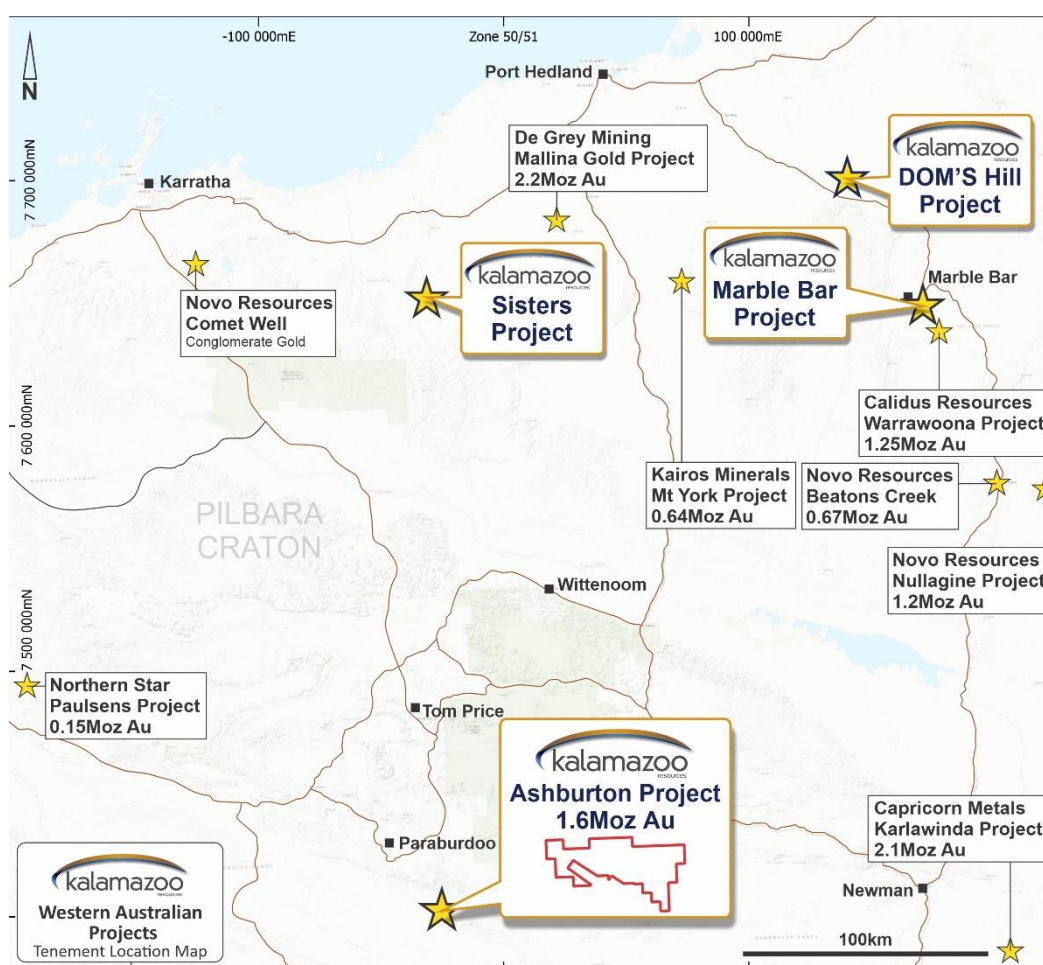 -100 000mE
Zone 50/51
100 000mE
N
7 700 000mN
7 600 000mN
7 500 000mN
Port Hedland
Karratha
De Grey Mining
Mallina Gold Project
2.2Moz Au
kalamazoo
resources
DOM'S Hill
Project
Novo Resources
Comet Well
Conglomerate Gold
kalamazoo
resources
Sisters
Project
kalamazoo
resources
Marble Bar
Project
Marble Bar
Calidus Resources
Warrawoona Project
1.25Moz Au
Kairos Minerals
Mt York Project
0.64Moz Au
Novo Resources
Beatons Creek
0.67Moz Au
PILBARA
CRATON
Novo Resources
Nullagine Project
1.2Moz Au
Wittenoom
Northern Star
Paulsens Project
0.15Moz Au
Tom Price
kalamazoo
resources
Ashburton Project
1.6Moz Au
Paraburdoo
Capricorn Metals
Karlawinda Project
2.1Moz Au
Newman
kalamazoo
resources
Western Australian
Projects
Tenement Location Map
100km